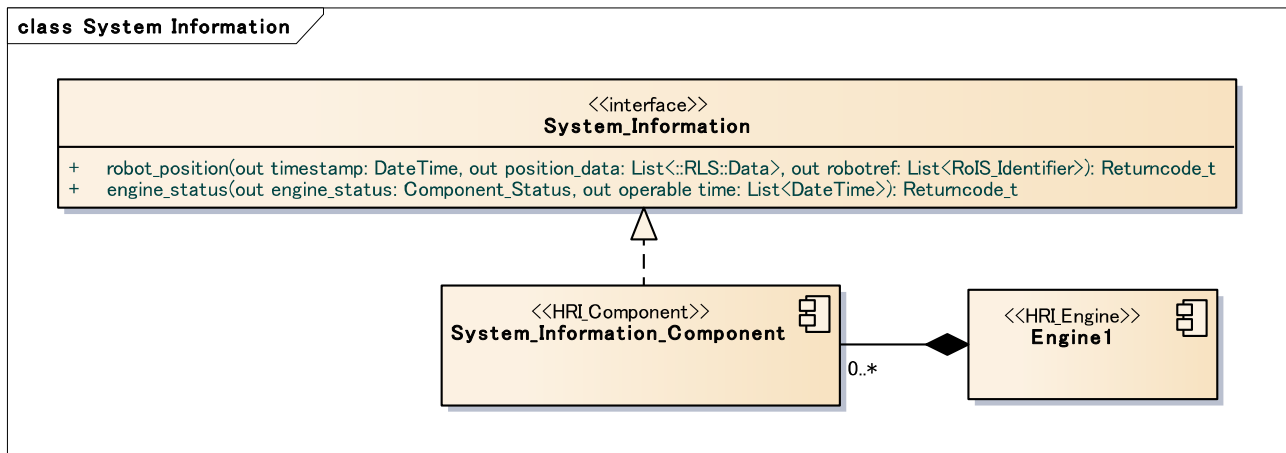 class System Information
<<interface>>
System_Information
+ robot_position(out timestamp: DateTime, out position_data: List<::RLS::Data>, out robotref: List<RoIS_Identifier>): Returncode_t
+ engine_status(out engine_status: Component_Status, out operable time: List<DateTime>): Returncode_t
<<HRI_Component>>
System_Information_Component
<<HRI_Engine>>
Engine1
0..*